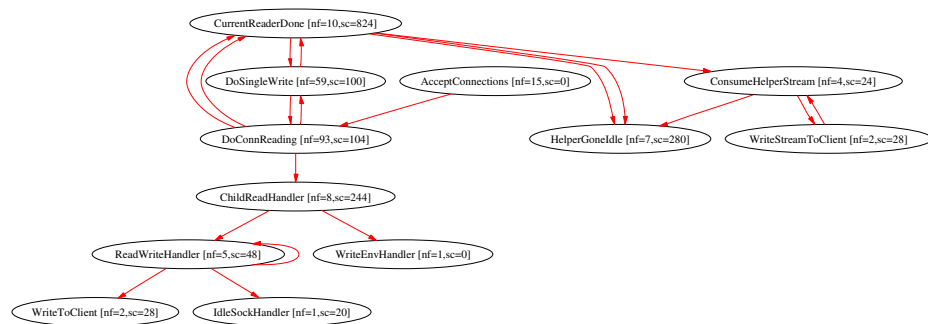 CurrentReaderDone [nf=10,sc=824]
DoSingleWrite [nf=59,sc=100]
AcceptConnections [nf=15,sc=0]
ConsumeHelperStream [nf=4,sc=24]
DoConnReading [nf=93,sc=104]
HelperGoneIdle [nf=7,sc=280]
WriteStreamToClient [nf=2,sc=28]
ChildReadHandler [nf=8,sc=244]
ReadWriteHandler [nf=5,sc=48]
WriteEnvHandler [nf=1,sc=0]
WriteToClient [nf=2,sc=28]
IdleSockHandler [nf=1,sc=20]